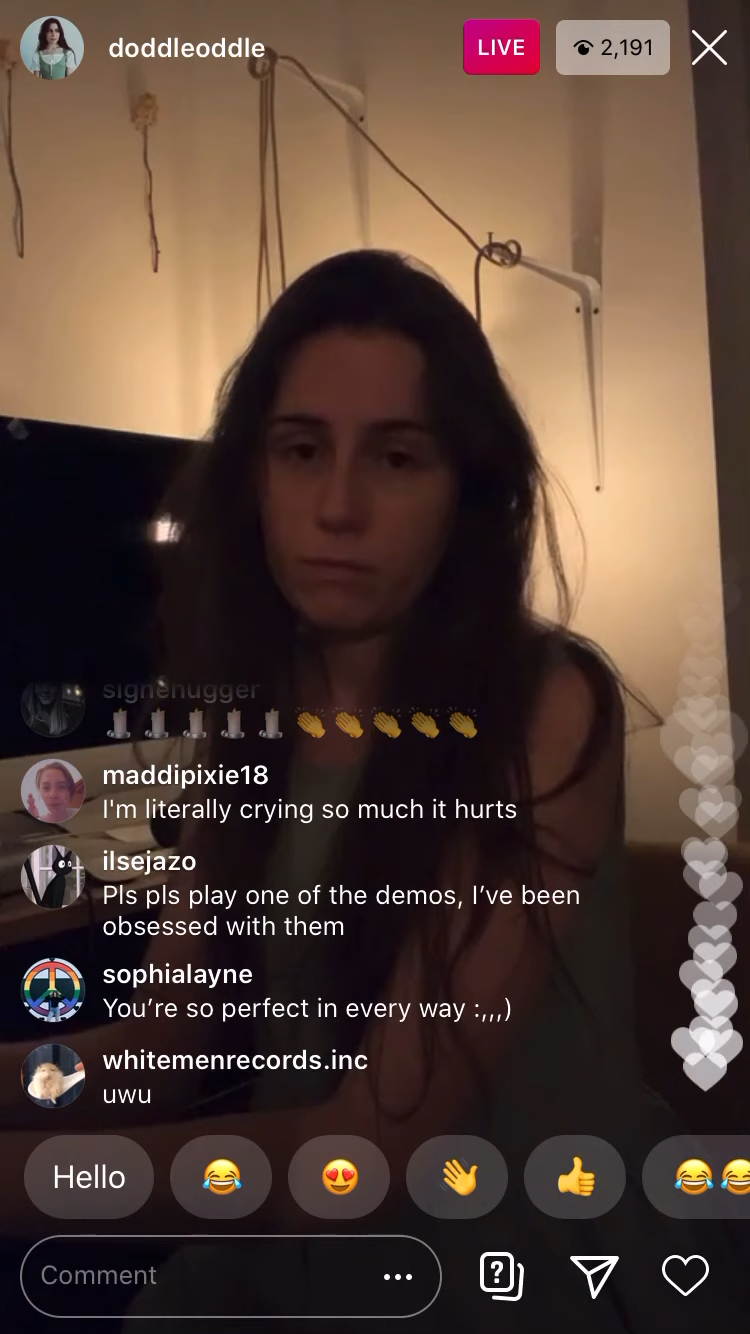 doddleoddle
LIVE
2,191
signehugger
🕯🕯🕯🕯🕯👏👏👏👏👏
maddipixie18
I'm literally crying so much it hurts
ilsejazo
Pls pls play one of the demos, I’ve been
obsessed with them
sophialayne
You’re so perfect in every way :,,,)
whitemenrecords.inc
uwu
Hello
Comment